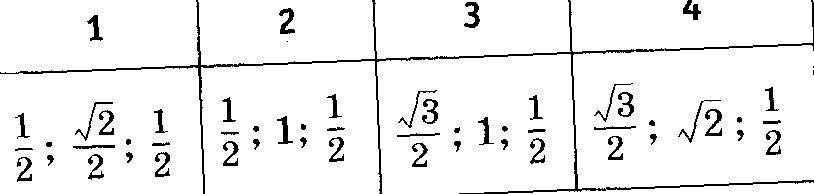 1 2 3 4
1/2; √2/2; 1/2 1/2; 1; 1/2 √3/2; 1; 1/2 √3/2; √2; 1/2